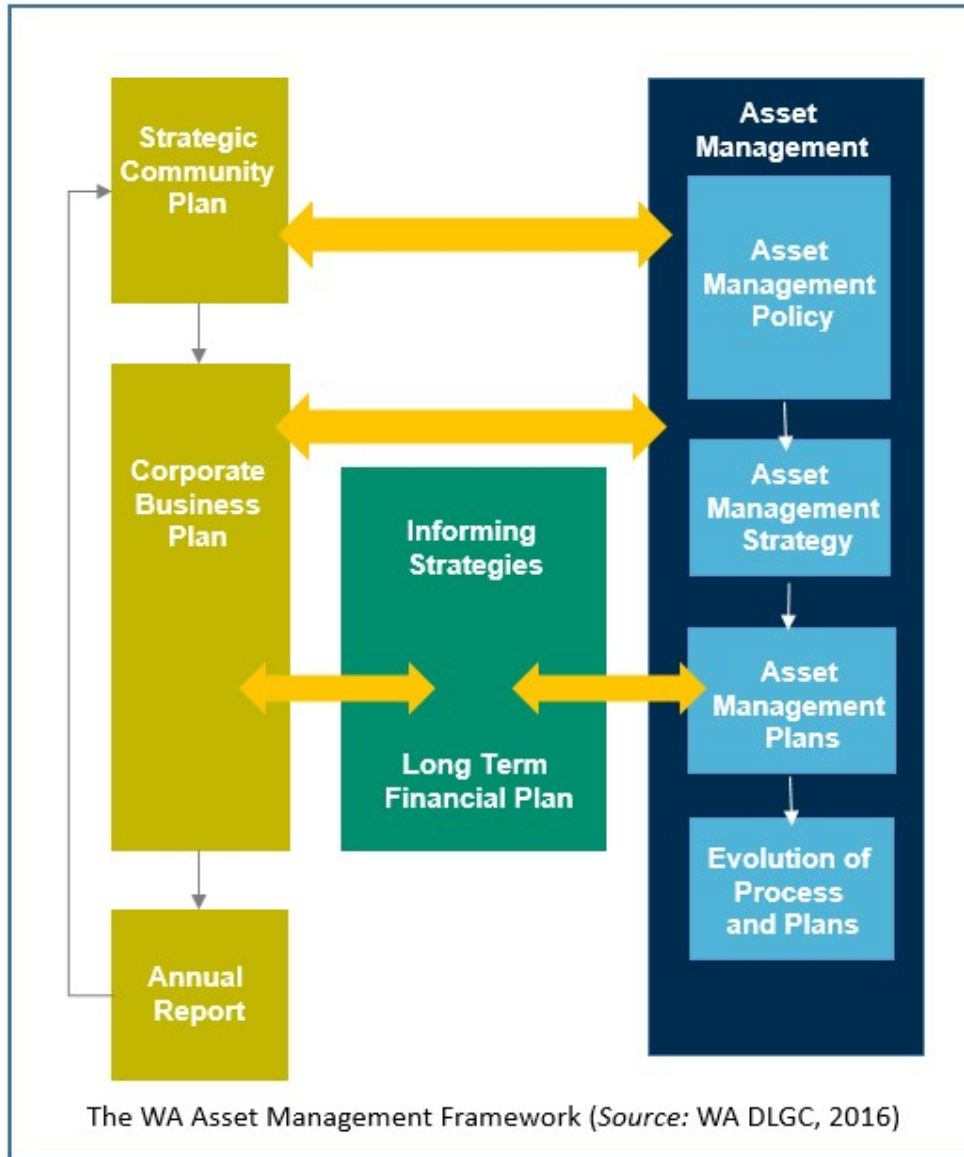 Strategic
Community
Plan
Corporate
Business
Plan
Annual
Report
Informing
Strategies
Long Term
Financial Plan
Asset
Management
Asset
Management
Policy
Asset
Management
Strategy
Asset
Management
Plans
Evolution of
Process
and Plans
The WA Asset Management Framework (Source: WA DLGC, 2016)